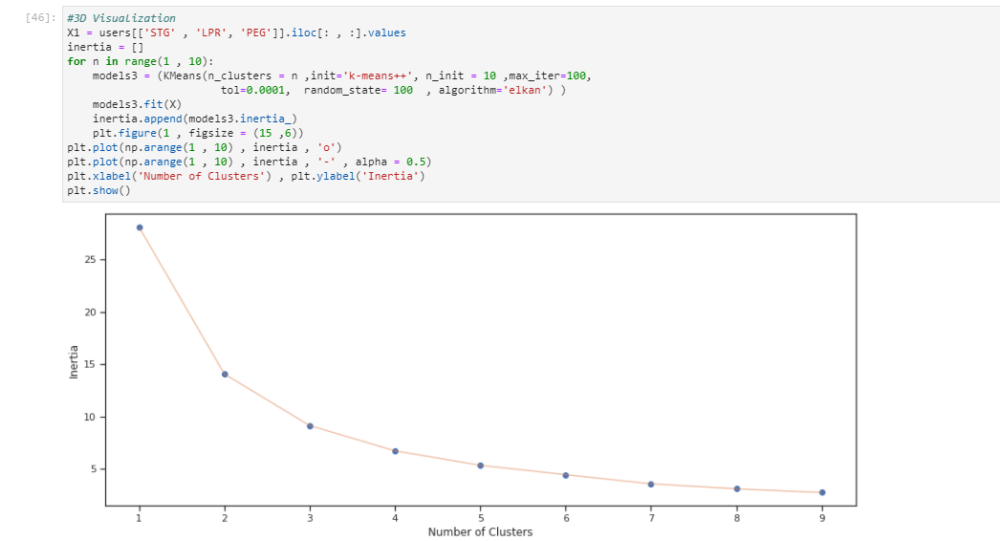 [46]: #3D Visualization
X1 = users[['STG' , 'LPR', 'PEG']].iloc[: , :].values
inertia = []
for n in range(1 , 10):
    models3 = (KMeans(n_clusters = n ,init='k-means++', n_init = 10 ,max_iter=100,
                        tol=0.0001,  random_state= 100  , algorithm='elkan') )
    models3.fit(X)
    inertia.append(models3.inertia_)
    plt.figure(1 , figsize = (15 ,6))
plt.plot(np.arange(1 , 10) , inertia , 'o')
plt.plot(np.arange(1 , 10) , inertia , '-' , alpha = 0.5)
plt.xlabel('Number of Clusters') , plt.ylabel('Inertia')
plt.show()
25
20
15
10
5
Inertia
1 2 3 4 5 6 7 8 9
Number of Clusters